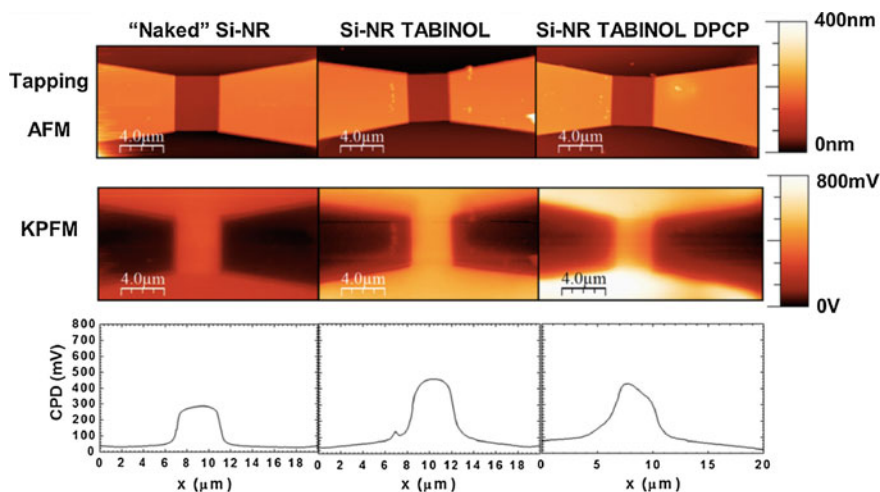 "Naked" Si-NR
Si-NR TABINOL
Si-NR TABINOL DPCP
400nm
Tapping
AFM
0nm
4.0μm
4.0μm
4.0μm
800mV
KPFM
0V
4.0μm
4.0μm
4.0μm
CPD (mV)
800
700
600
500
400
300
200
100
0
0 2 4 6 8 10 12 14 16 18
0 2 4 6 8 10 12 14 16 18
0 5 10 15 20
x (μm)
x (μm)
x (μm)